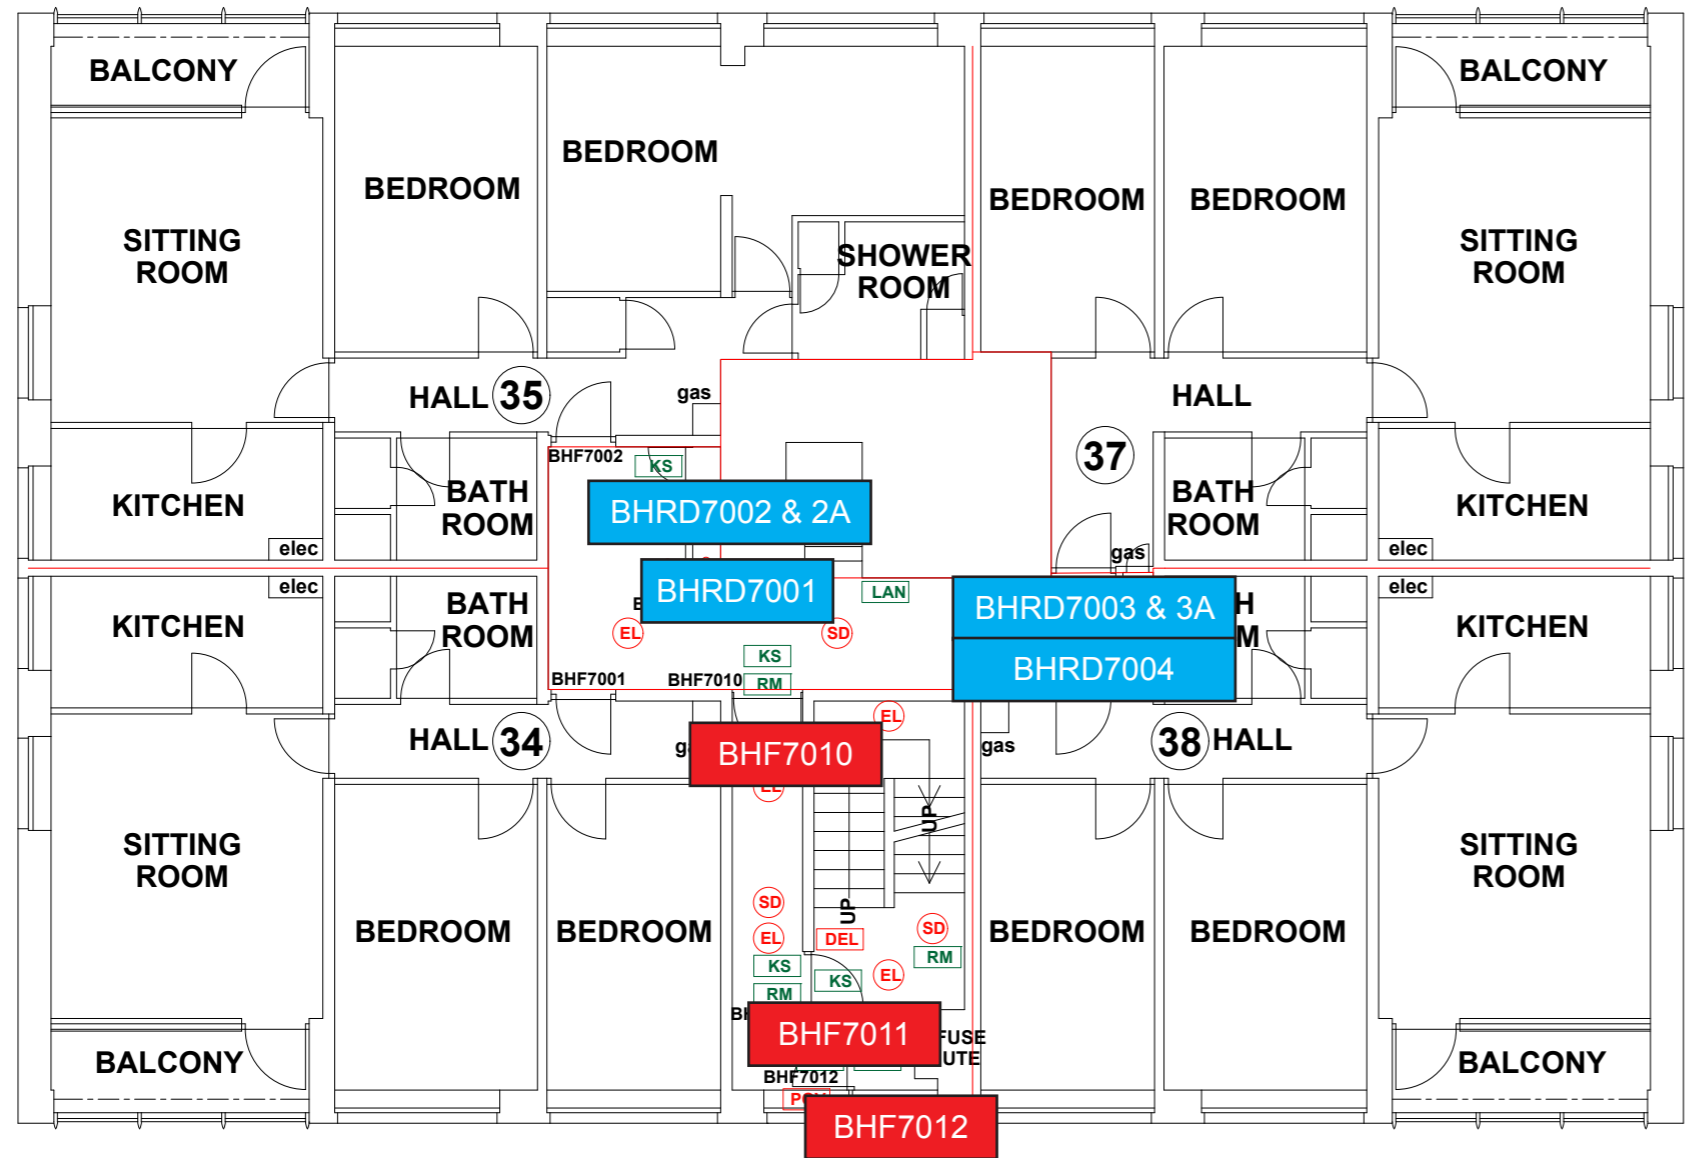 BALCONY
BALCONY
BEDROOM
BEDROOM
BEDROOM
BEDROOM
SITTING
ROOM
SHOWER
ROOM
SITTING
ROOM
HALL
35
gas
HALL
BHF7002
KS
37
KITCHEN
BATH
ROOM
BHRD7002 & 2A
BATH
ROOM
KITCHEN
elec
gas
elec
elec
BHRD7001
LAN
BHRD7003 & 3A
elec
KITCHEN
BATH
ROOM
EL
SD
KITCHEN
KS
BHRD7004
BHF7001
BHF7010
RM
HALL
34
EL
gas
38
HALL
BHF7010
EL
SITTING
ROOM
UP
SITTING
ROOM
BEDROOM
BEDROOM
SD
UP
BEDROOM
BEDROOM
EL
DEL
SD
KS
KS
RM
RM
EL
BHF7011
BALCONY
BHF7012
BALCONY
BHF7012